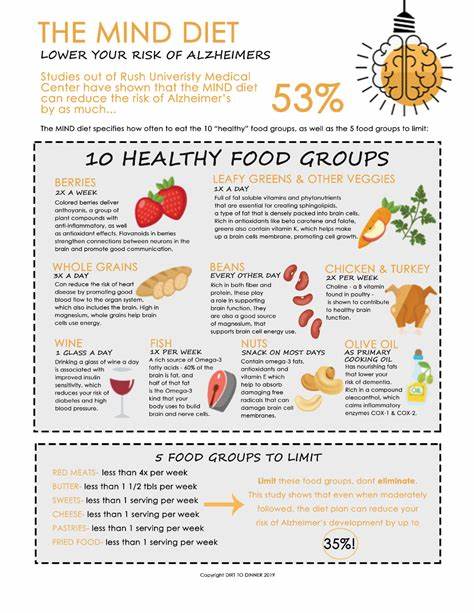 THE MIND DIET
LOWER YOUR RISK OF ALZHEIMERS
Studies out of Rush Univeristy Medical
Center have shown that the MIND diet
can reduce the risk of Alzheimer's
by as much...
53%
The MIND diet specifies how often to eat the 10 "healthy" food groups, as well as the 5 food groups to limit:
10 HEALTHY FOOD GROUPS
BERRIES
2X A WEEK
Colored berries deliver
anthoyanis, a group of
plant compounds with
anti-inflammatory, as well
as antioxidant effects. Flavanoids in berries
strengthen connections between neurons in the
brain and promote good communication.
LEAFY GREENS & OTHER VEGGIES
1X A DAY
Full of fat soluble vitamins and phytonutrients
that are essential for creating sphingolipids,
a type of fat that is densely packed into brain cells.
Rich in antioxidants like beta carotene and folate,
greens also contain vitamin K, which helps make
up a brain cells membrane, promoting cell growth.
WHOLE GRAINS
3X A DAY
Can reduce the risk of heart
disease by promoting good
blood flow to the organ system,
which also includes the brain. High in
magnesium, whole grains help brain
cells use energy.
BEANS
EVERY OTHER DAY
Rich in both fiber and
protein, these play
a role in supporting
brain function. They
are also a good source
of magnesium, that
supports brain cell energy use.
CHICKEN & TURKEY
2X PER WEEK
Choline - a B vitamin
found in poultry -
is shown to contribute
to healthy brain
function.
WINE
1 GLASS A DAY
Drinking a glass of wine a day
is associated with
improved insulin
sensitivity, which
reduces your risk of
diabetes and high
blood pressure.
FISH
1X PER WEEK
A rich source of Omega-3
fatty acids - 60% of the
brain is fat, and half
of that fat
is the Omega-3
kind that your
body uses to build
brain and nerve cells.
NUTS
SNACK ON MOST DAYS
Contain Omega-3
fats, antioxidants
and vitamin E
which help to
absorb damaging
free radicals that
can damage brain cell
membranes.
OLIVE OIL
AS PRIMARY
COOKING OIL
Has nourishing fats
that lower your
risk of dementia.
Rich in a compound
oleocanthol, which
calms inflammatory
enzymes COX-1 & COX-2.
5 FOOD GROUPS TO LIMIT
RED MEATS- less than 4x per week
BUTTER- less than 1 1/2 tbls per week
SWEETS- less than 1 serving per week
CHEESE- less than 1 serving per week
PASTRIES- less than 1 serving per week
FRIED FOOD- less than 1 serving per week
Limit these food groups, dont eliminate.
This study shows that even when moderately
followed, the diet plan can reduce your
risk of Alzheimer's development by up to
35%!
Copyright DIRT TO DINNER 2019